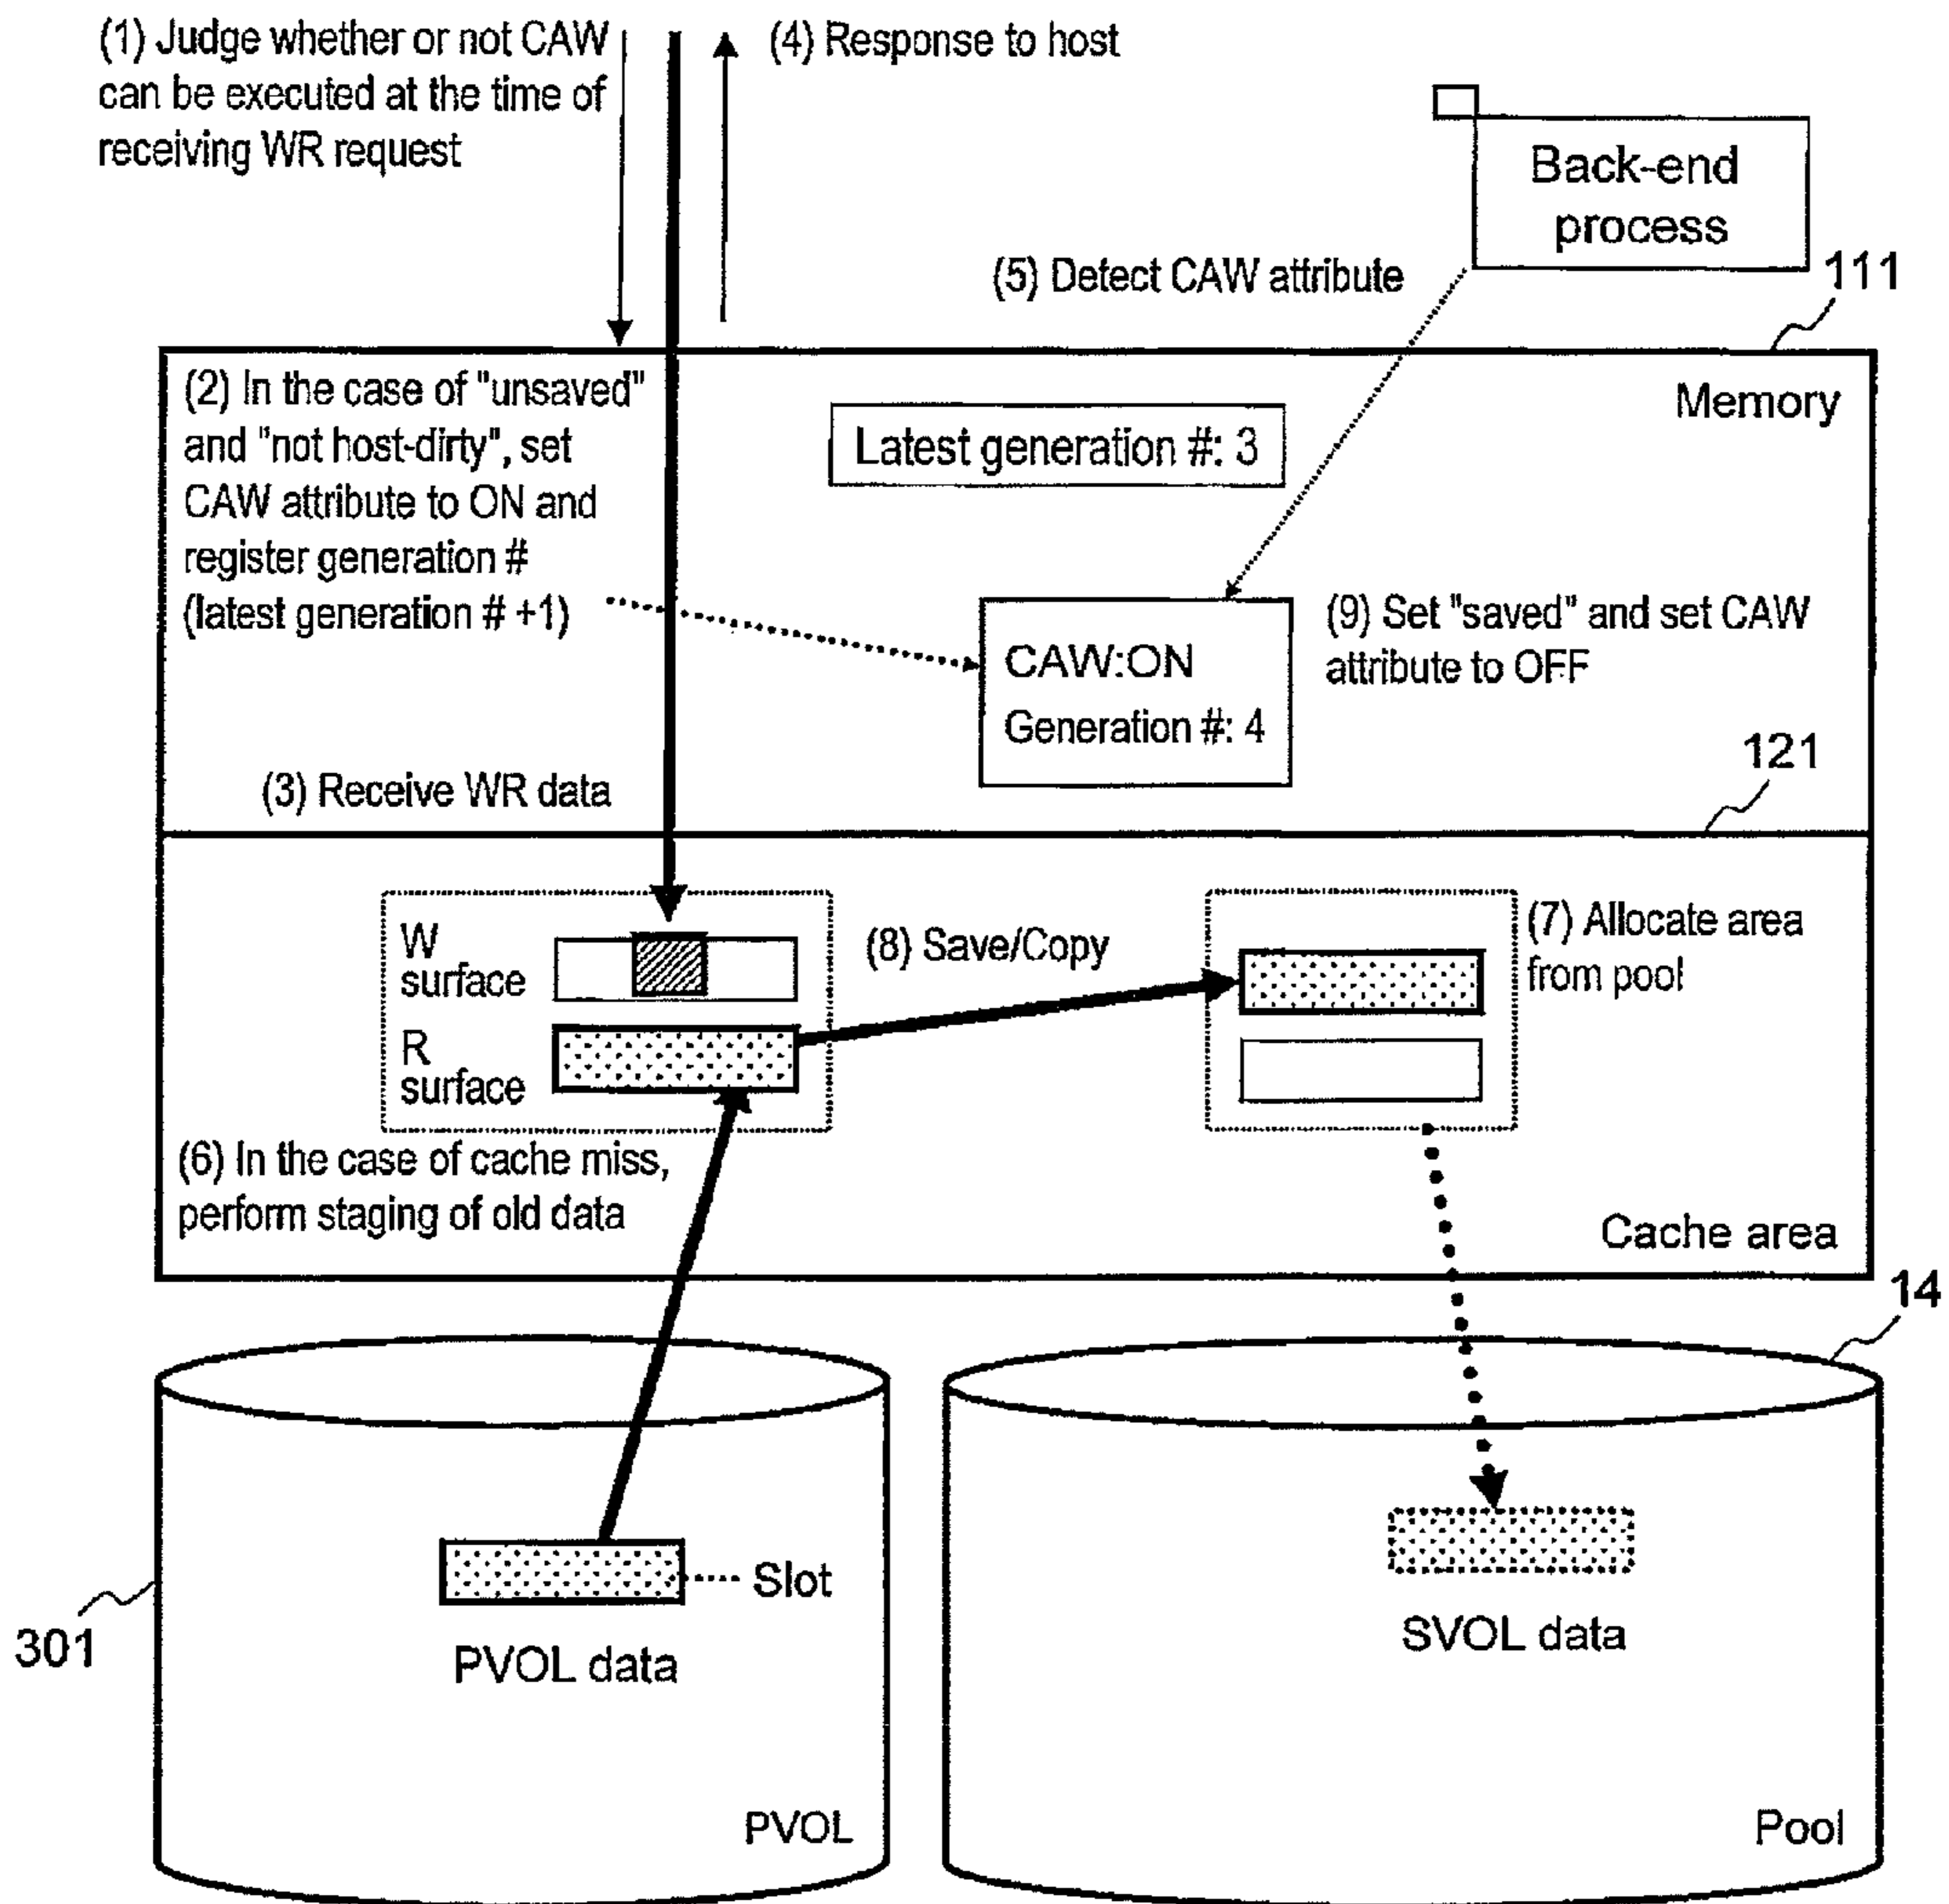 (1) Judge whether or not CAW
can be executed at the time of
receiving WR request
(4) Response to host
Back-end
process
(5) Detect CAW attribute
111
(2) In the case of "unsaved"
and "not host-dirty", set
CAW attribute to ON and
register generation #
(latest generation # +1)
Memory
Latest generation #: 3
CAW:ON
Generation #: 4
(9) Set "saved" and set CAW
attribute to OFF
121
(3) Receive WR data
W
surface
R
surface
(8) Save/Copy
(7) Allocate area
from pool
(6) In the case of cache miss,
perform staging of old data
Cache area
14
Slot
301
PVOL data
SVOL data
PVOL
Pool